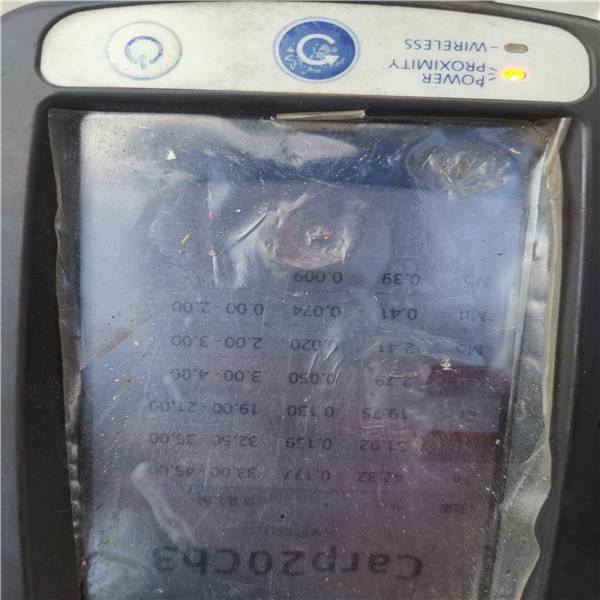 Carp20Cb3
Fe 42.32 0.177 33.00 - 45.00
31.92 0.159 32.50 35.00
Cr 19.75 0.130 19.00 - 21.00
2.79 0.050 3.00 - 4.00
Mo 2.41 0.020 2.00 - 3.00
Mn 0.41 0.074 0.00 - 2.00
Nb 0.39 0.009
POWER
PROXIMITY
WIRELESS